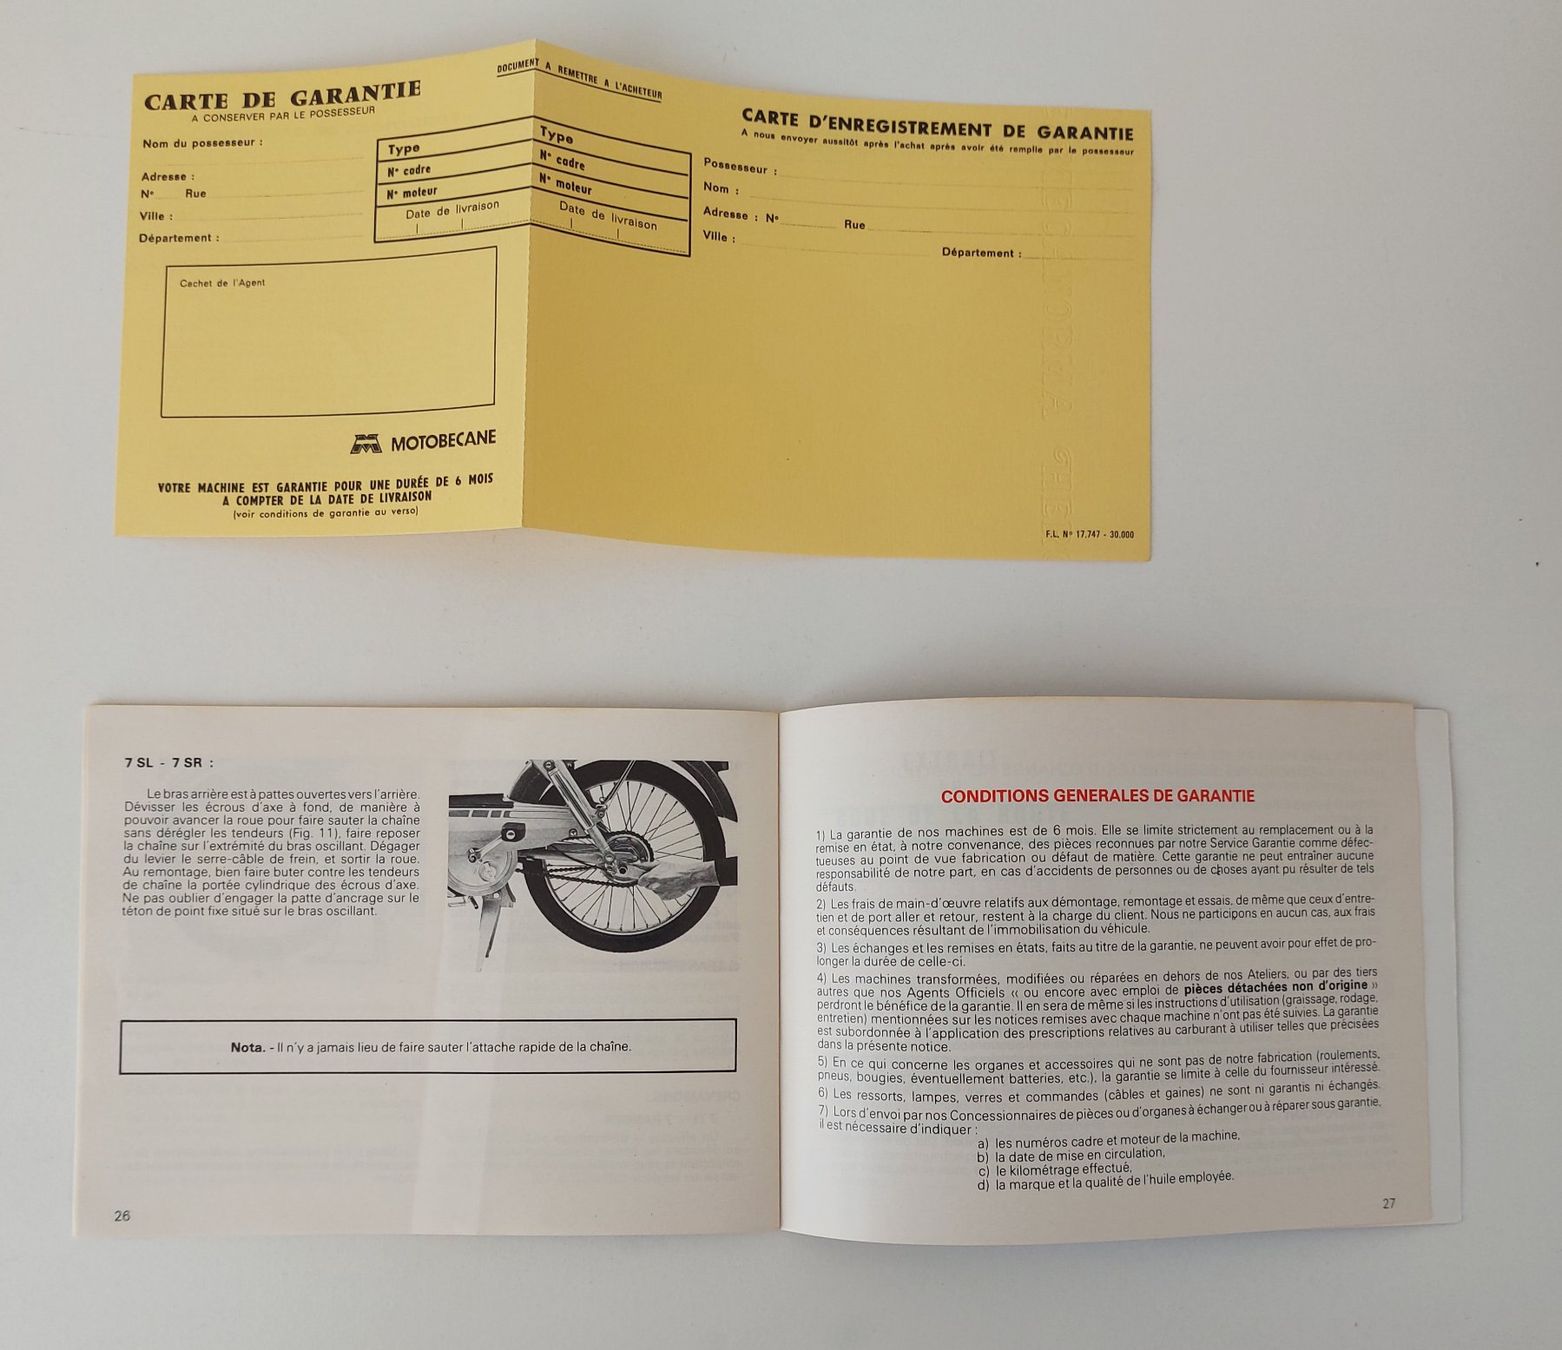 CARTE DE GARANTIE
A CONSERVER PAR LE POSSESSEUR
DOCUMENT A REMETTRE A L'ACHETEUR
Nom du possesseur :
Adresse :
N° Rue
Ville :
Département :
Type
N° cadre
N° moteur
Date de livraison
Type
N° cadre
N° moteur
Date de livraison
Cachet de l'Agent
MOTOBECANE
VOTRE MACHINE EST GARANTIE POUR UNE DURÉE DE 6 MOIS
A COMPTER DE LA DATE DE LIVRAISON
(voir conditions de garantie au verso)
CARTE D'ENREGISTREMENT DE GARANTIE
A nous envoyer aussitôt après l'achat après avoir été remplie par le possesseur
Possesseur :
Nom :
Adresse : N° Rue
Ville : Département :
F.L. N° 17.747 - 30.000
7 SL - 7 SR :
Le bras arrière est à pattes ouvertes vers l'arrière.
Dévisser les écrous d'axe à fond, de manière à
pouvoir avancer la roue pour faire sauter la chaîne
sans dérégler les tendeurs (Fig. 11), faire reposer
la chaîne sur l'extrémité du bras oscillant. Dégager
du levier le serre-câble de frein, et sortir la roue.
Au remontage, bien faire buter contre les tendeurs
de chaîne la portée cylindrique des écrous d'axe.
Ne pas oublier d'engager la patte d'ancrage sur le
téton de point fixe situé sur le bras oscillant.
Nota. - Il n'y a jamais lieu de faire sauter l'attache rapide de la chaîne.
26
CONDITIONS GENERALES DE GARANTIE
1) La garantie de nos machines est de 6 mois. Elle se limite strictement au remplacement ou à la
remise en état, à notre convenance, des pièces reconnues par notre Service Garantie comme défec-
tueuses au point de vue fabrication ou défaut de matière. Cette garantie ne peut entraîner aucune
responsabilité de notre part, en cas d'accidents de personnes ou de choses ayant pu résulter de tels
défauts.
2) Les frais de main-d'œuvre relatifs aux démontage, remontage et essais, de même que ceux d'entre-
tien et de port aller et retour, restent à la charge du client. Nous ne participons en aucun cas, aux frais
et conséquences résultant de l'immobilisation du véhicule.
3) Les échanges et les remises en états, faits au titre de la garantie, ne peuvent avoir pour effet de pro-
longer la durée de celle-ci.
4) Les machines transformées, modifiées ou réparées en dehors de nos Ateliers, ou par des tiers
autres que nos Agents Officiels « ou encore avec emploi de pièces détachées non d'origine »
perdront le bénéfice de la garantie. Il en sera de même si les instructions d'utilisation (graissage, rodage,
entretien) mentionnées sur les notices remises avec chaque machine n'ont pas été suivies. La garantie
est subordonnée à l'application des prescriptions relatives au carburant à utiliser telles que précisées
dans la présente notice.
5) En ce qui concerne les organes et accessoires qui ne sont pas de notre fabrication (roulements,
pneus, bougies, éventuellement batteries, etc.), la garantie se limite à celle du fournisseur intéressé.
6) Les ressorts, lampes, verres et commandes (câbles et gaines) ne sont ni garantis ni échangés.
7) Lors d'envoi par nos Concessionnaires de pièces ou d'organes à échanger ou à réparer sous garantie,
il est nécessaire d'indiquer :
a) les numéros cadre et moteur de la machine,
b) la date de mise en circulation,
c) le kilométrage effectué,
d) la marque et la qualité de l'huile employée.
27